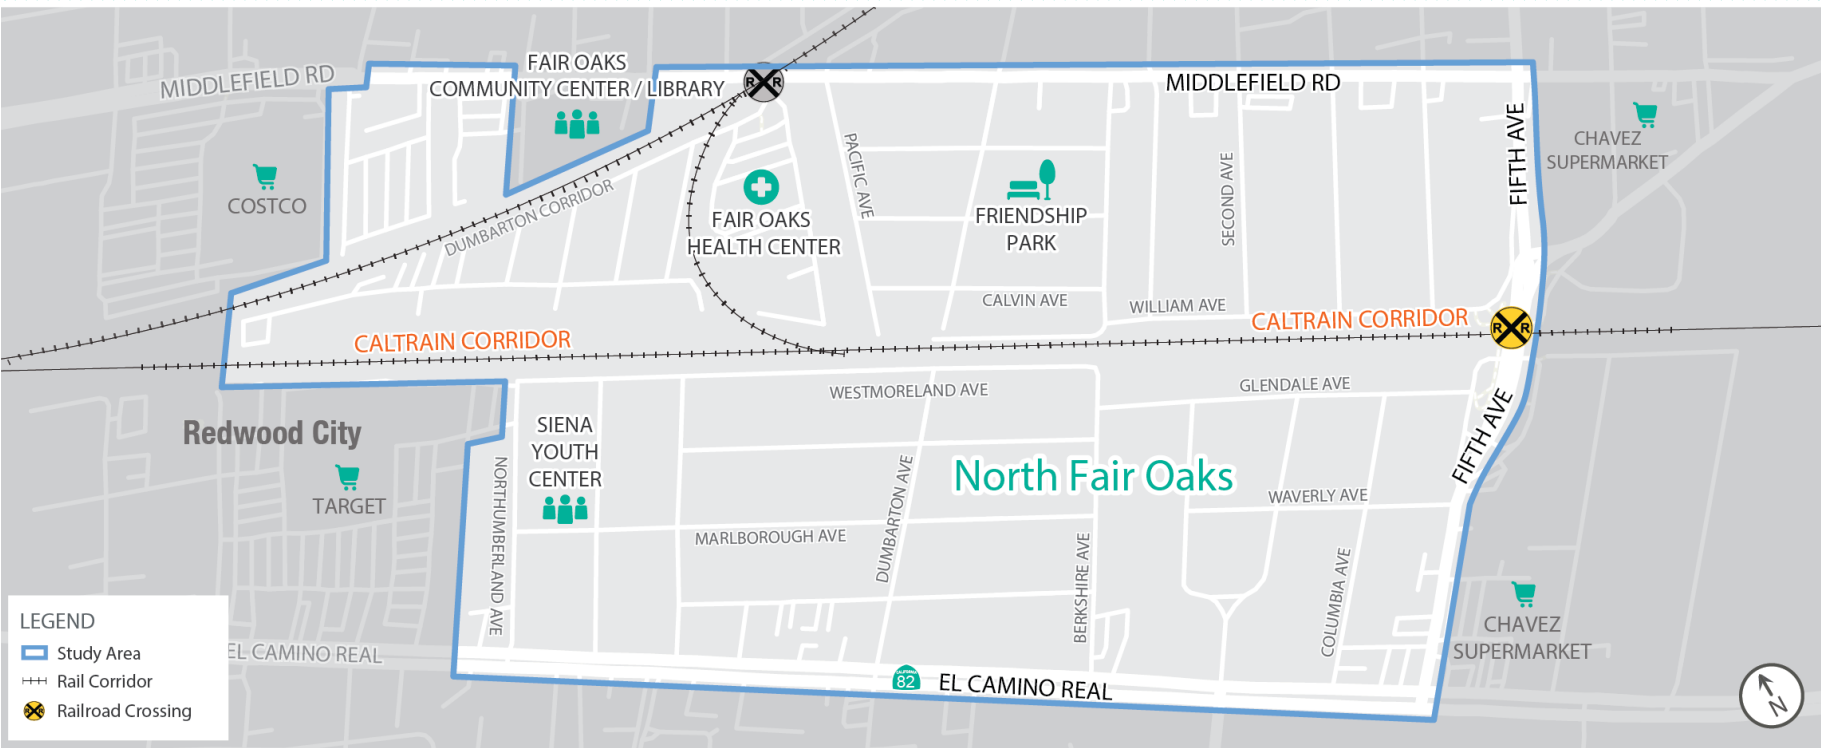 MIDDLEFIELD RD
FAIR OAKS
COMMUNITY CENTER / LIBRARY
R R
MIDDLEFIELD RD
FIFTH AVE
CHAVEZ
SUPERMARKET
COSTCO
DUMBARTON CORRIDOR
FAIR OAKS
HEALTH CENTER
PACIFIC AVE
FRIENDSHIP
PARK
SECOND AVE
CALVIN AVE
WILLIAM AVE
CALTRAIN CORRIDOR
CALTRAIN CORRIDOR
R R
WESTMORELAND AVE
GLENDALE AVE
FIFTH AVE
Redwood City
TARGET
NORTHUMBERLAND AVE
SIENA
YOUTH
CENTER
North Fair Oaks
MARLBOROUGH AVE
DUMBARTON AVE
BERKSHIRE AVE
WAVERLY AVE
COLUMBIA AVE
CHAVEZ
SUPERMARKET
EL CAMINO REAL
CALIFORNIA
82
EL CAMINO REAL
LEGEND
Study Area
Rail Corridor
R R
Railroad Crossing
N